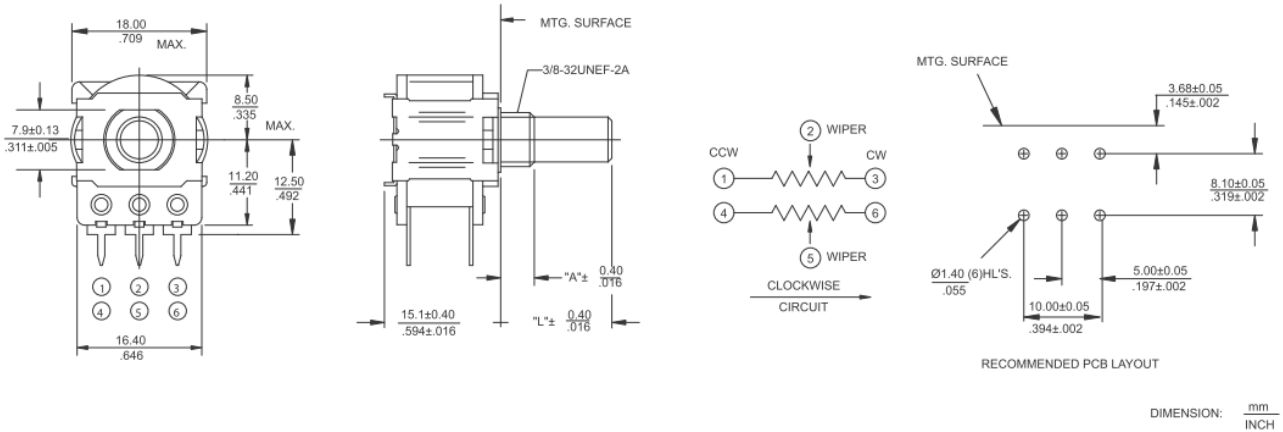 18.00
.709
MAX.
8.50
.335
MAX.
7.9±0.13
.311±.005
11.20
.441
12.50
.492
1 2 3
4 5 6
16.40
.646
MTG. SURFACE
3/8-32UNEF-2A
"A"± 0.40
.016
15.1±0.40
.594±.016
"L"± 0.40
.016
2 WIPER
CCW
CW
1 3
4 6
5 WIPER
CLOCKWISE
CIRCUIT
MTG. SURFACE
3.68±0.05
.145±.002
8.10±0.05
.319±.002
Ø1.40 (6)HL'S.
.055
5.00±0.05
.197±.002
10.00±0.05
.394±.002
RECOMMENDED PCB LAYOUT
DIMENSION: mm
INCH